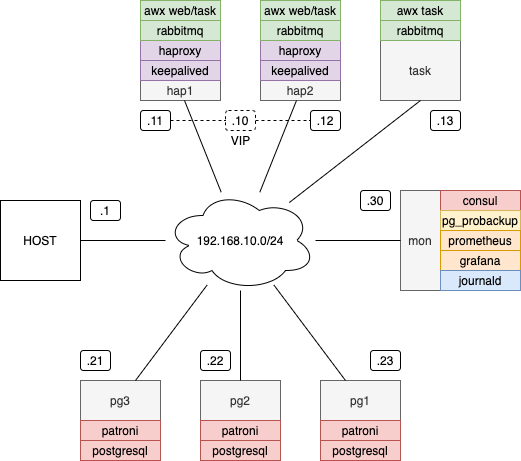 awx web/task
rabbitmq
haproxy
keepalived
hap1
awx web/task
rabbitmq
haproxy
keepalived
hap2
awx task
rabbitmq
task
.11
.10
.12
.13
VIP
.1
.30
HOST
192.168.10.0/24
mon
consul
pg_probackup
prometheus
grafana
journald
.21
.22
.23
pg3
patroni
postgresql
pg2
patroni
postgresql
pg1
patroni
postgresql